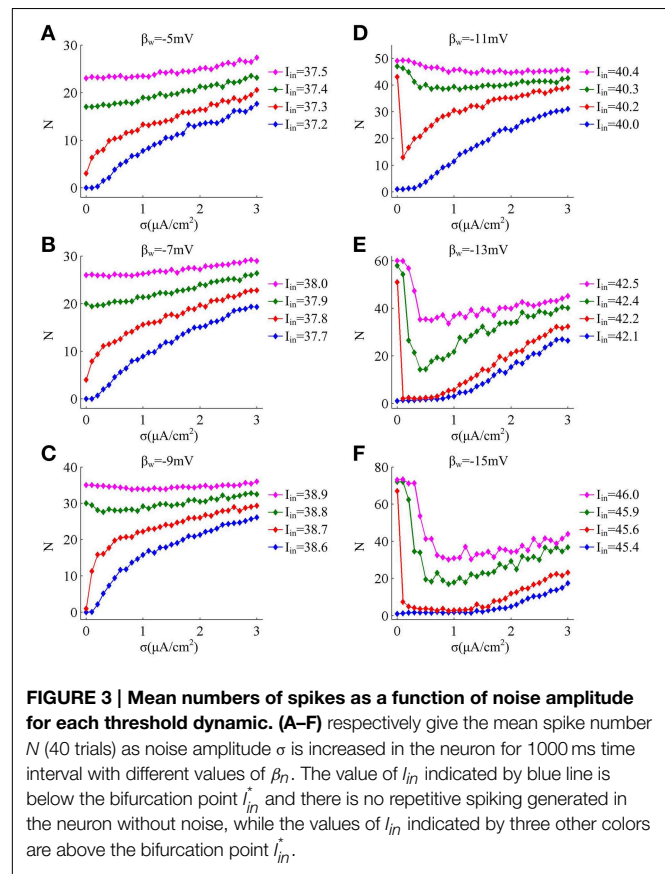 A
βw=-5mV
30
20
10
0
N
0 1 2 3
σ(μA/cm²)
Iin=37.5
Iin=37.4
Iin=37.3
Iin=37.2
B
βw=-7mV
30
20
10
0
N
0 1 2 3
σ(μA/cm²)
Iin=38.0
Iin=37.9
Iin=37.8
Iin=37.7
C
βw=-9mV
40
30
20
10
0
N
0 1 2 3
σ(μA/cm²)
Iin=38.9
Iin=38.8
Iin=38.7
Iin=38.6
D
βw=-11mV
50
40
30
20
10
0
N
0 1 2 3
σ(μA/cm²)
Iin=40.4
Iin=40.3
Iin=40.2
Iin=40.0
E
βw=-13mV
60
40
20
0
N
0 1 2 3
σ(μA/cm²)
Iin=42.5
Iin=42.4
Iin=42.2
Iin=42.1
F
βw=-15mV
80
60
40
20
0
N
0 1 2 3
σ(μA/cm²)
Iin=46.0
Iin=45.9
Iin=45.6
Iin=45.4
FIGURE 3 | Mean numbers of spikes as a function of noise amplitude
for each threshold dynamic. (A–F) respectively give the mean spike number
N (40 trials) as noise amplitude σ is increased in the neuron for 1000 ms time
interval with different values of βn. The value of Iin indicated by blue line is
below the bifurcation point I*in and there is no repetitive spiking generated in
the neuron without noise, while the values of Iin indicated by three other colors
are above the bifurcation point I*in.